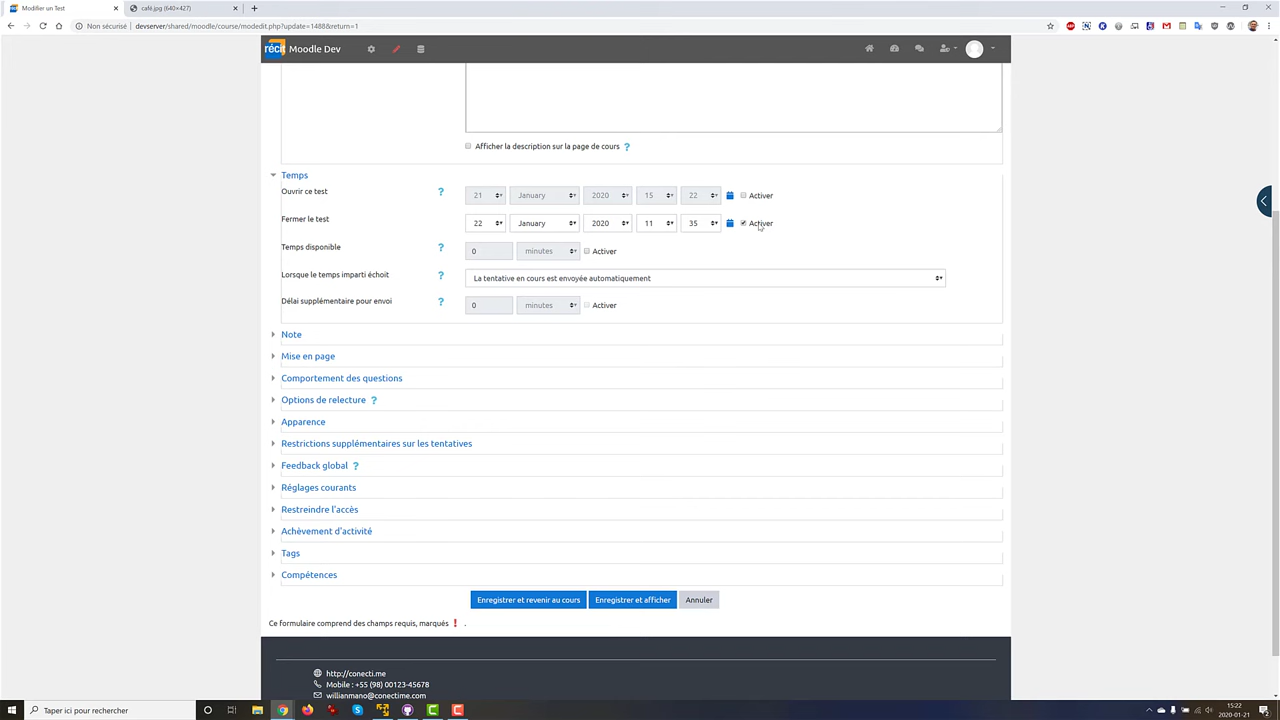 Modifier un Test
café.jpg (640×427)
Non sécurisé devserver/shared/moodle/course/modedit.php?update=1488&return=1
récit Moodle Dev
Afficher la description sur la page de cours ?
Temps
Ouvrir ce test ? 21 January 2020 15 22 Activer
Fermer le test ? 22 January 2020 11 35 Activer
Temps disponible ? 0 minutes Activer
Lorsque le temps imparti échoit ? La tentative en cours est envoyée automatiquement
Délai supplémentaire pour envoi ? 0 minutes Activer
Note
Mise en page
Comportement des questions
Options de relecture ?
Apparence
Restrictions supplémentaires sur les tentatives
Feedback global ?
Réglages courants
Restreindre l'accès
Achèvement d'activité
Tags
Compétences
Enregistrer et revenir au cours Enregistrer et afficher Annuler
Ce formulaire comprend des champs requis, marqués ! .
http://conecti.me
Mobile : +55 (98) 00123-45678
willianmano@conectime.com
Taper ici pour rechercher
15:22
2020-01-21